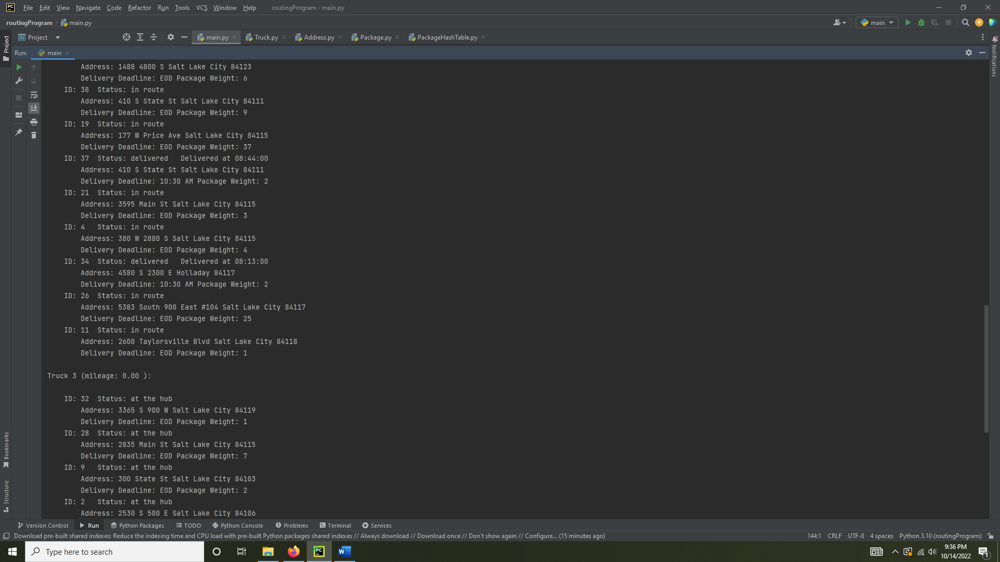 PC File Edit View Navigate Code Refactor Run Tools VCS Window Help routingProgram - main.py
routingProgram main.py main
Project main.py Truck.py Address.py Package.py PackageHashTable.py
Run: main
Address: 1488 4800 S Salt Lake City 84123
Delivery Deadline: EOD Package Weight: 6
ID: 38 Status: in route
Address: 410 S State St Salt Lake City 84111
Delivery Deadline: EOD Package Weight: 9
ID: 19 Status: in route
Address: 177 W Price Ave Salt Lake City 84115
Delivery Deadline: EOD Package Weight: 37
ID: 37 Status: delivered Delivered at 08:44:00
Address: 410 S State St Salt Lake City 84111
Delivery Deadline: 10:30 AM Package Weight: 2
ID: 21 Status: in route
Address: 3595 Main St Salt Lake City 84115
Delivery Deadline: EOD Package Weight: 3
ID: 4 Status: in route
Address: 380 W 2880 S Salt Lake City 84115
Delivery Deadline: EOD Package Weight: 4
ID: 34 Status: delivered Delivered at 08:13:00
Address: 4580 S 2300 E Holladay 84117
Delivery Deadline: 10:30 AM Package Weight: 2
ID: 26 Status: in route
Address: 5383 South 900 East #104 Salt Lake City 84117
Delivery Deadline: EOD Package Weight: 25
ID: 11 Status: in route
Address: 2600 Taylorsville Blvd Salt Lake City 84118
Delivery Deadline: EOD Package Weight: 1
Truck 3 (mileage: 0.00 ):
ID: 32 Status: at the hub
Address: 3365 S 900 W Salt Lake City 84119
Delivery Deadline: EOD Package Weight: 1
ID: 28 Status: at the hub
Address: 2835 Main St Salt Lake City 84115
Delivery Deadline: EOD Package Weight: 7
ID: 9 Status: at the hub
Address: 300 State St Salt Lake City 84103
Delivery Deadline: EOD Package Weight: 2
ID: 2 Status: at the hub
Address: 2530 S 500 E Salt Lake City 84106
Project
Bookmarks
Structure
Notifications
Version Control Run Python Packages TODO Python Console Problems Terminal Services
Download pre-built shared indexes: Reduce the indexing time and CPU load with pre-built Python packages shared indexes // Always download // Download once // Don't show again // Configure... (15 minutes ago) 144:1 CRLF UTF-8 4 spaces Python 3.10 (routingProgram)
Type here to search PC W 9:36 PM
10/14/2022 1